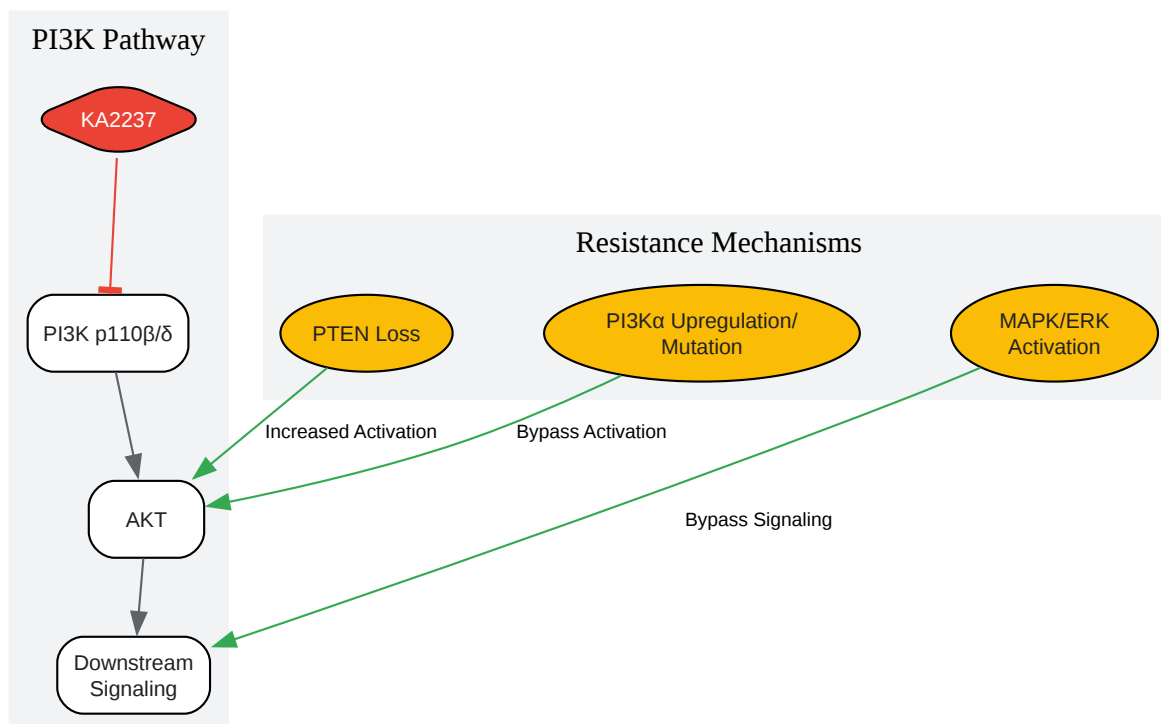 PI3K Pathway
KA2237
Resistance Mechanisms
PI3K p110β/δ
PTEN Loss
PI3Kα Upregulation/
Mutation
MAPK/ERK
Activation
Increased Activation
Bypass Activation
AKT
Bypass Signaling
Downstream
Signaling